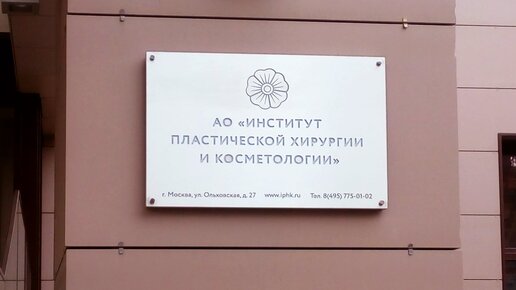 АО «ИНСТИТУТ
ПЛАСТИЧЕСКОЙ ХИРУРГИИ
И КОСМЕТОЛОГИИ»
г. Москва, ул. Ольховская, д. 27 www.iphk.ru Тел. 8(495) 775-01-02